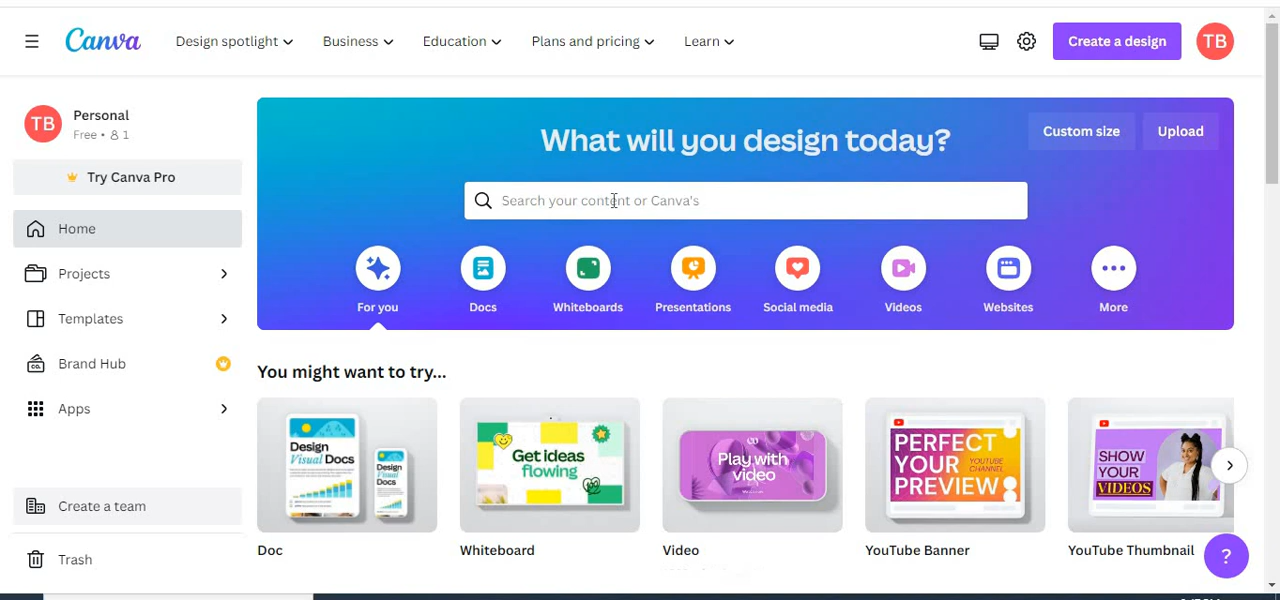 Canva
Design spotlight
Business
Education
Plans and pricing
Learn
Create a design
TB
TB
Personal
Free • 1
Try Canva Pro
Home
Projects
Templates
Brand Hub
Apps
Create a team
Trash
What will you design today?
Custom size
Upload
Search your content or Canva's
For you
Docs
Whiteboards
Presentations
Social media
Videos
Websites
More
You might want to try...
Design
Visual Docs
Design
Visual
Docs
Doc
Get ideas
flowing
Whiteboard
Play with
video
Video
PERFECT
YOUR
YOUTUBE
CHANNEL
PREVIEW
YouTube Banner
SHOW
YOUR
VIDEOS
YouTube Thumbnail
?